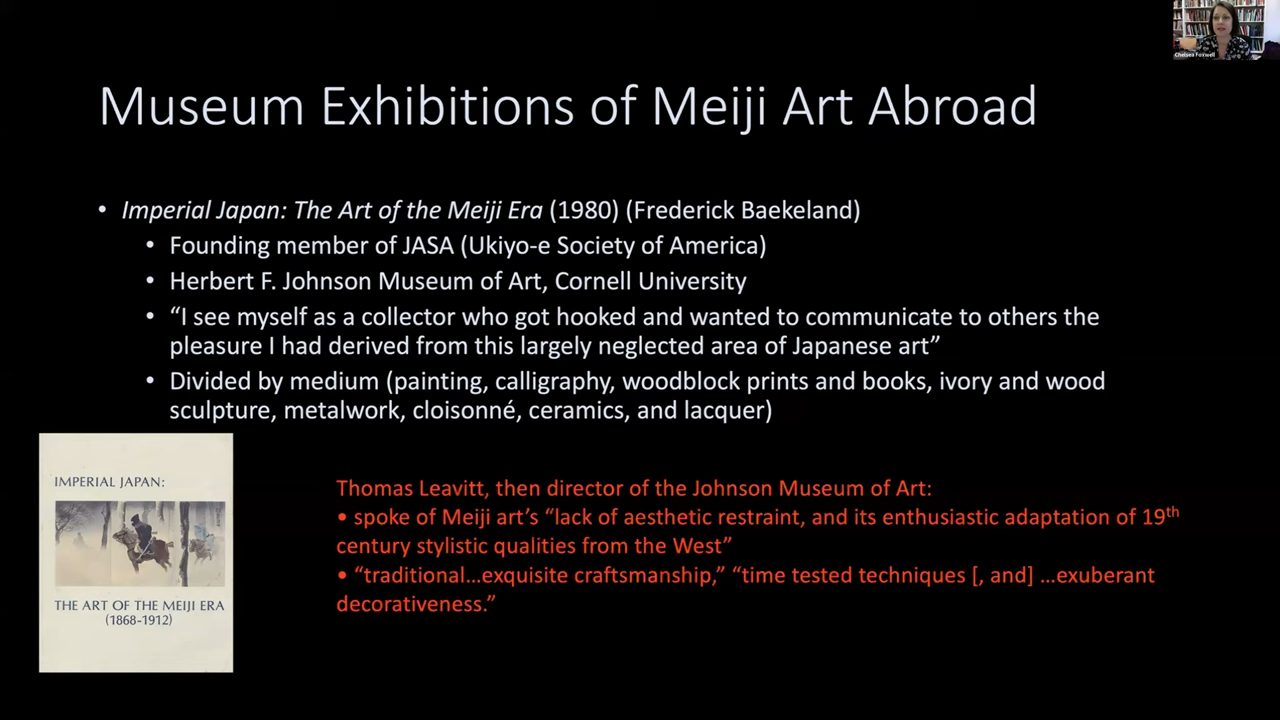 Chelsea Foxwell
Museum Exhibitions of Meiji Art Abroad
• Imperial Japan: The Art of the Meiji Era (1980) (Frederick Baekeland)
• Founding member of JASA (Ukiyo-e Society of America)
• Herbert F. Johnson Museum of Art, Cornell University
• “I see myself as a collector who got hooked and wanted to communicate to others the
pleasure I had derived from this largely neglected area of Japanese art”
• Divided by medium (painting, calligraphy, woodblock prints and books, ivory and wood
sculpture, metalwork, cloisonné, ceramics, and lacquer)
IMPERIAL JAPAN:
THE ART OF THE MEIJI ERA
(1868-1912)
Thomas Leavitt, then director of the Johnson Museum of Art:
• spoke of Meiji art’s “lack of aesthetic restraint, and its enthusiastic adaptation of 19th
century stylistic qualities from the West”
• “traditional…exquisite craftsmanship,” “time tested techniques [, and] …exuberant
decorativeness.”